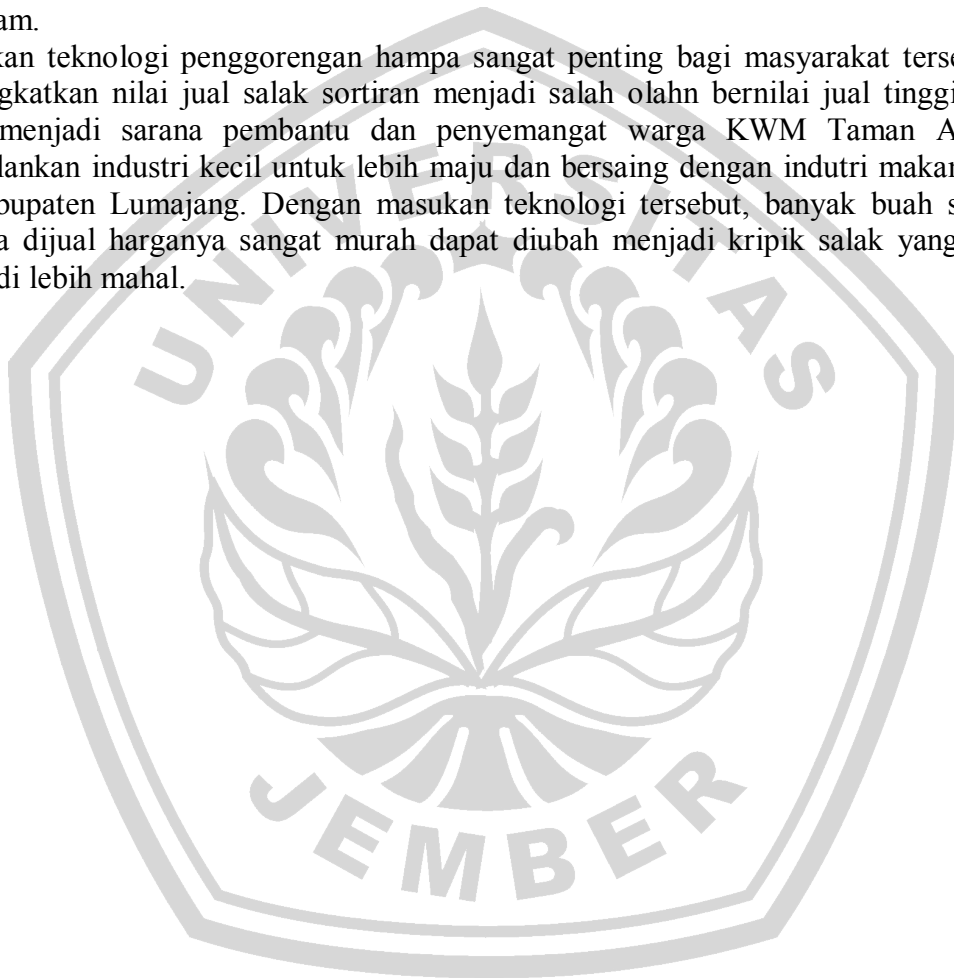 am.
kan teknologi penggorengan hampa sangat penting bagi masyarakat terse
gkatkan nilai jual salak sortiran menjadi salah olahn bernilai jual tinggi
menjadi sarana pembantu dan penyemangat warga KWM Taman A
lankan industri kecil untuk lebih maju dan bersaing dengan indutri makan
bupaten Lumajang. Dengan masukan teknologi tersebut, banyak buah s
a dijual harganya sangat murah dapat diubah menjadi kripik salak yang
di lebih mahal.
UNIVERSITAS
JEMBER